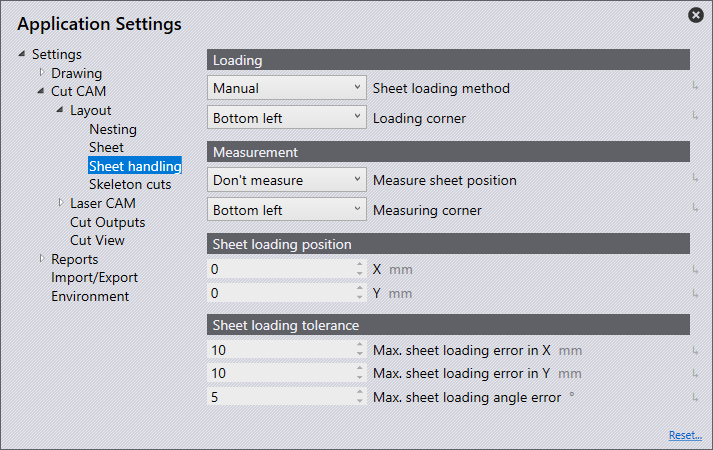 Application Settings
Settings
Drawing
Cut CAM
Layout
Nesting
Sheet
Sheet handling
Skeleton cuts
Laser CAM
Cut Outputs
Cut View
Reports
Import/Export
Environment
Loading
Manual Sheet loading method
Bottom left Loading corner
Measurement
Don't measure Measure sheet position
Bottom left Measuring corner
Sheet loading position
0 X mm
0 Y mm
Sheet loading tolerance
10 Max. sheet loading error in X mm
10 Max. sheet loading error in Y mm
5 Max. sheet loading angle error °
Reset...